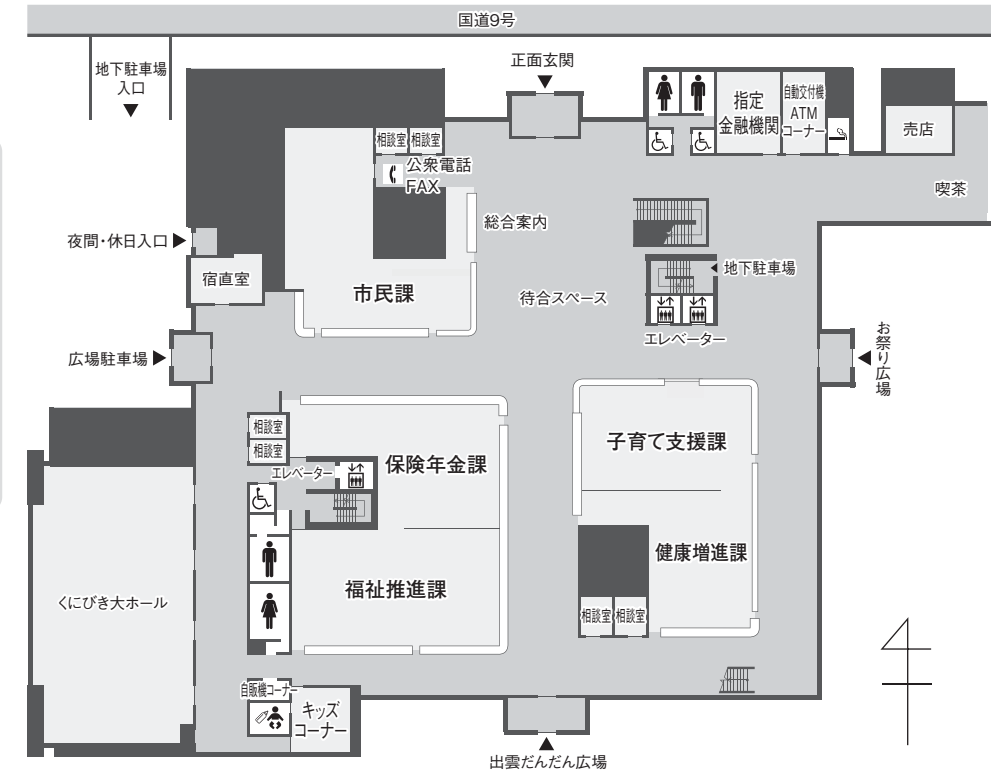 国道9号
地下駐車場
入口
正面玄関
指定
金融機関
自動交付機
ATM
コーナー
売店
喫茶
相談室
相談室
公衆電話
FAX
総合案内
夜間・休日入口
宿直室
市民課
待合スペース
地下駐車場
エレベーター
広場駐車場
お祭り広場
相談室
相談室
エレベーター
保険年金課
子育て支援課
健康増進課
福祉推進課
くにびき大ホール
相談室
相談室
自販機コーナー
キッズ
コーナー
出雲だんだん広場